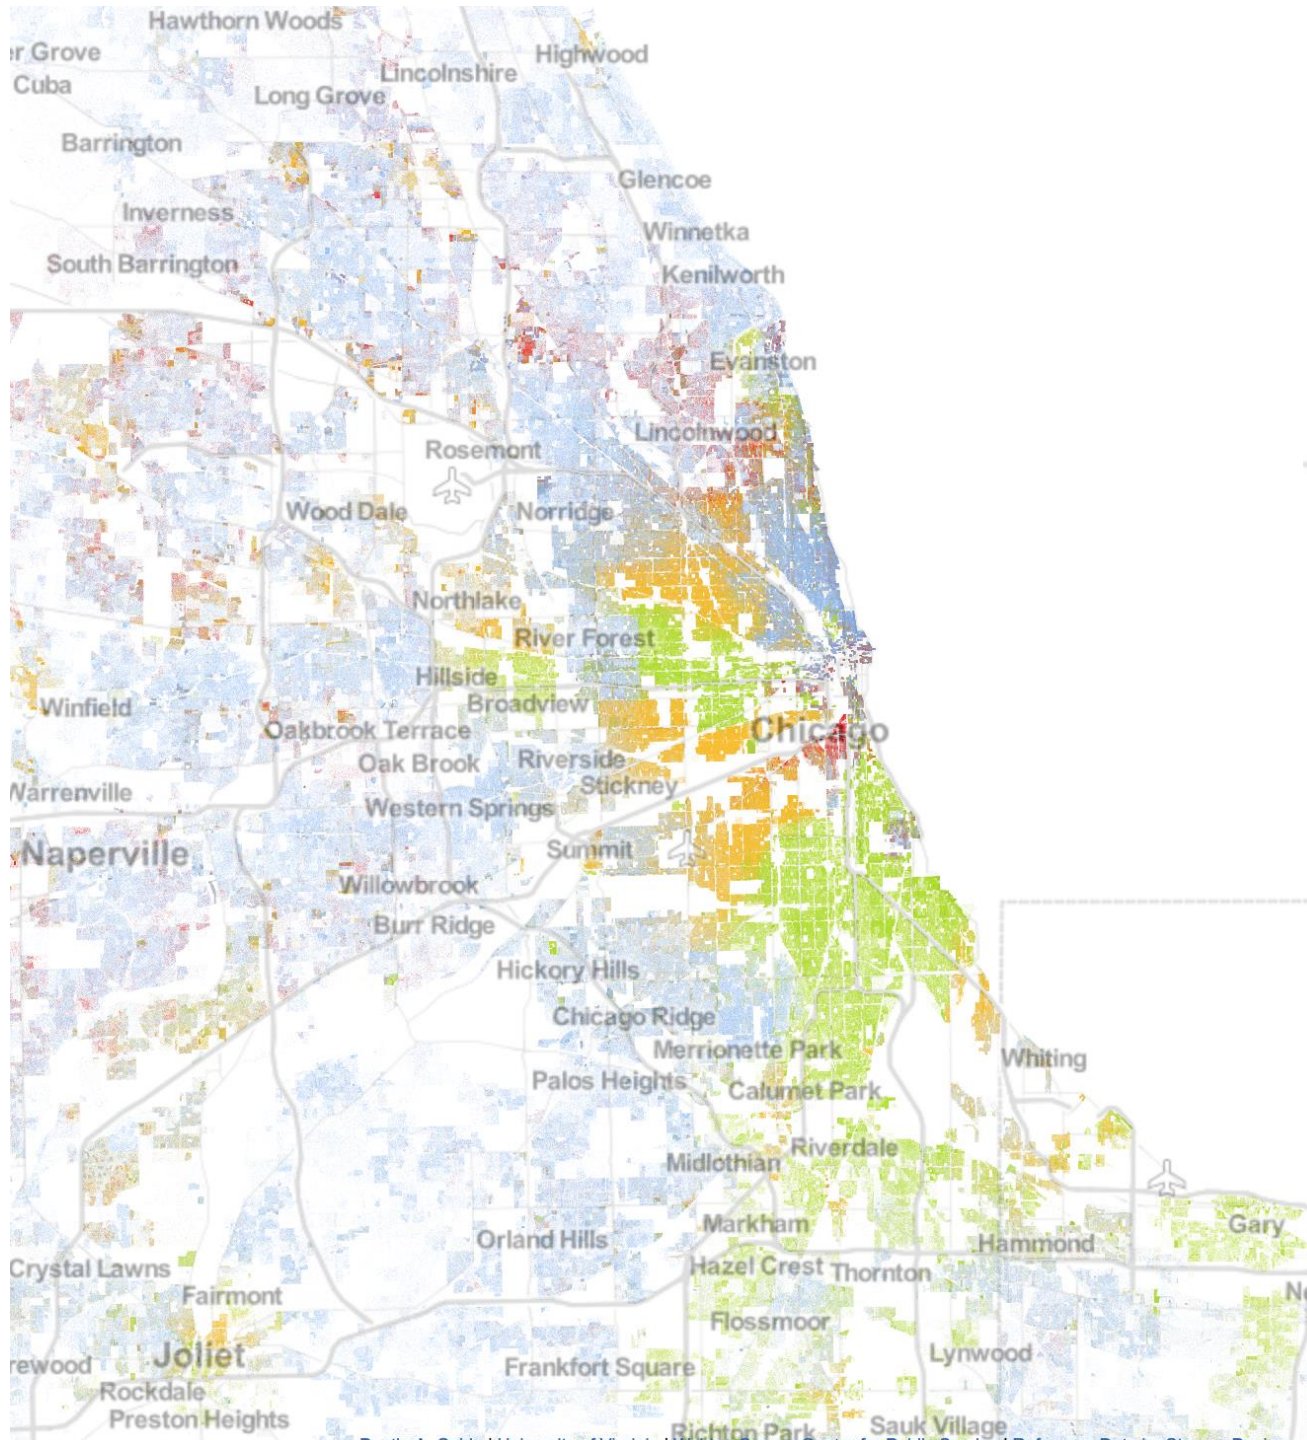 Hawthorn Woods
er Grove
Highwood
Lincolnshire
Cuba
Long Grove
Barrington
Glencoe
Inverness
Winnetka
South Barrington
Kenilworth
Evanston
Lincolnwood
Rosemont
Wood Dale
Norridge
Northlake
River Forest
Hillside
Broadview
Winfield
Oakbrook Terrace
Chicago
Oak Brook
Riverside
Stickney
Warrenville
Western Springs
Naperville
Summit
Willowbrook
Burr Ridge
Hickory Hills
Chicago Ridge
Merrionette Park
Whiting
Palos Heights
Calumet Park
Riverdale
Midlothian
Markham
Gary
Orland Hills
Hammond
Crystal Lawns
Hazel Crest
Thornton
Fairmont
Flossmoor
Joliet
Lynwood
rewood
Frankfort Square
Rockdale
Preston Heights
Richton Park
Sauk Village